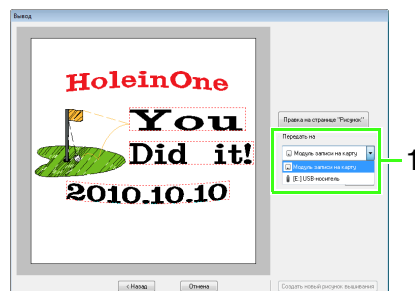 Вывод
HoleinOne
You
Did it!
2010.10.10
Правка на странице "Рисунок"
Передать на
Модуль записи на карту
Модуль записи на карту
[E:] USB-носитель
1
< Назад
Отмена
Создать новый рисунок вышивания